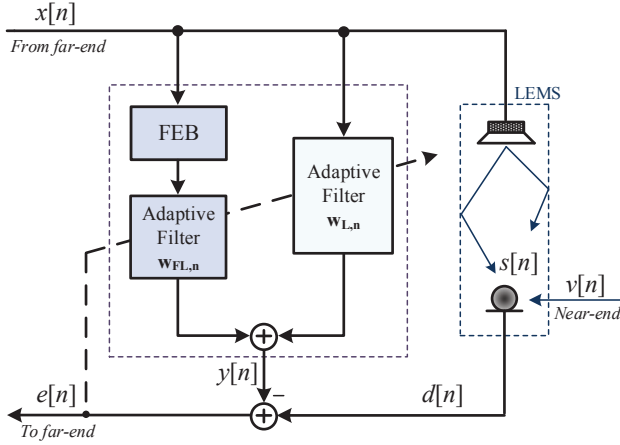 x[n]
From far-end
LEMS
FEB
Adaptive
Filter
w_FL,n
Adaptive
Filter
w_L,n
s[n]
v[n]
Near-end
+
y[n]
−
e[n]
+
d[n]
To far-end